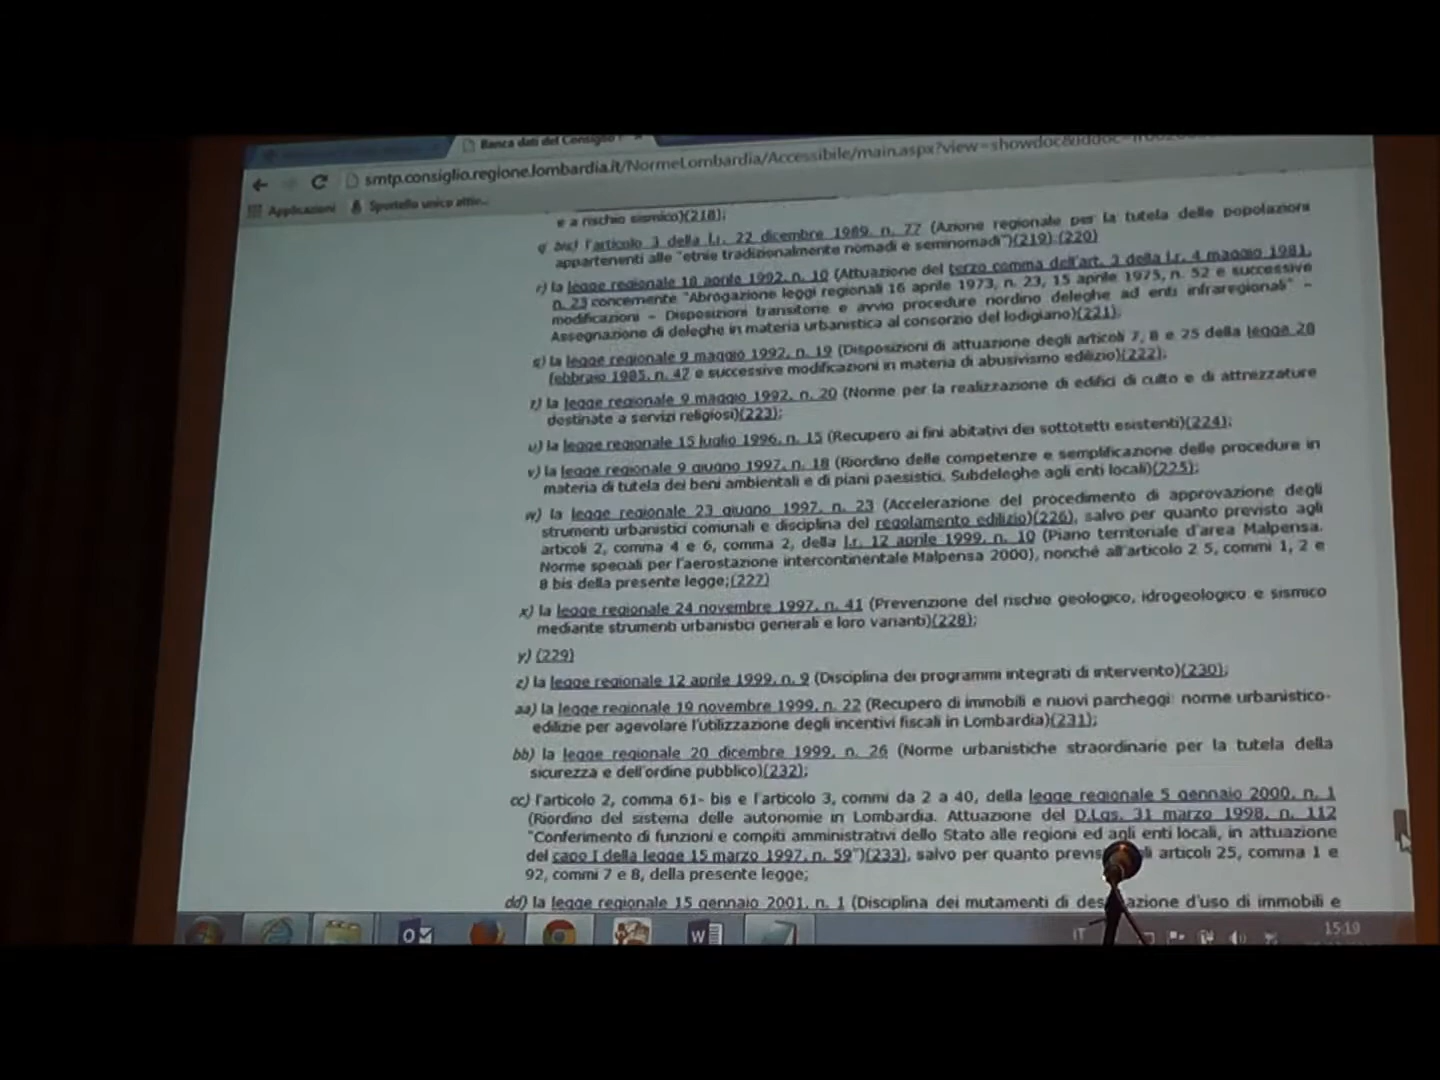 Banca dati del Consiglio
smtp.consiglio.regione.lombardia.it/NormeLombardia/Accessibile/main.aspx?view=showdoc&iddoc=
Applicazioni Sportello unico attiv...
e a rischio sismico)(218);
q bis) l'articolo 3 della l.r. 22 dicembre 1989, n. 77 (Azione regionale per la tutela delle popolazioni
appartenenti alle "etnie tradizionalmente nomadi e seminomadi")(219);(220)
r) la legge regionale 18 aprile 1992, n. 10 (Attuazione del terzo comma dell'art. 3 della l.r. 4 maggio 1981,
n. 23 concernente "Abrogazione leggi regionali 16 aprile 1973, n. 23, 15 aprile 1975, n. 52 e successive
modificazioni – Disposizioni transitorie e avvio procedure riordino deleghe ad enti infraregionali" –
Assegnazione di deleghe in materia urbanistica al consorzio del lodigiano)(221);
s) la legge regionale 9 maggio 1992, n. 19 (Disposizioni di attuazione degli articoli 7, 8 e 25 della legge 28
febbraio 1985, n. 47 e successive modificazioni in materia di abusivismo edilizio)(222);
t) la legge regionale 9 maggio 1992, n. 20 (Norme per la realizzazione di edifici di culto e di attrezzature
destinate a servizi religiosi)(223);
u) la legge regionale 15 luglio 1996, n. 15 (Recupero ai fini abitativi dei sottotetti esistenti)(224);
v) la legge regionale 9 giugno 1997, n. 18 (Riordino delle competenze e semplificazione delle procedure in
materia di tutela dei beni ambientali e di piani paesistici. Subdeleghe agli enti locali)(225);
w) la legge regionale 23 giugno 1997, n. 23 (Accelerazione del procedimento di approvazione degli
strumenti urbanistici comunali e disciplina del regolamento edilizio)(226), salvo per quanto previsto agli
articoli 2, comma 4 e 6, comma 2, della l.r. 12 aprile 1999, n. 10 (Piano territoriale d'area Malpensa.
Norme speciali per l'aerostazione intercontinentale Malpensa 2000), nonché all'articolo 2 5, commi 1, 2 e
8 bis della presente legge;(227)
x) la legge regionale 24 novembre 1997, n. 41 (Prevenzione del rischio geologico, idrogeologico e sismico
mediante strumenti urbanistici generali e loro varianti)(228);
y) (229)
z) la legge regionale 12 aprile 1999, n. 9 (Disciplina dei programmi integrati di intervento)(230);
aa) la legge regionale 19 novembre 1999, n. 22 (Recupero di immobili e nuovi parcheggi: norme urbanistico-
edilizie per agevolare l'utilizzazione degli incentivi fiscali in Lombardia)(231);
bb) la legge regionale 20 dicembre 1999, n. 26 (Norme urbanistiche straordinarie per la tutela della
sicurezza e dell'ordine pubblico)(232);
cc) l'articolo 2, comma 61- bis e l'articolo 3, commi da 2 a 40, della legge regionale 5 gennaio 2000, n. 1
(Riordino del sistema delle autonomie in Lombardia. Attuazione del D.Lgs. 31 marzo 1998, n. 112
"Conferimento di funzioni e compiti amministrativi dello Stato alle regioni ed agli enti locali, in attuazione
del capo I della legge 15 marzo 1997, n. 59")(233), salvo per quanto articoli 25, comma 1 e
92, commi 7 e 8, della presente legge;
dd) la legge regionale 15 gennaio 2001, n. 1 (Disciplina dei mutamenti di d'uso di immobili e
IT 15:19